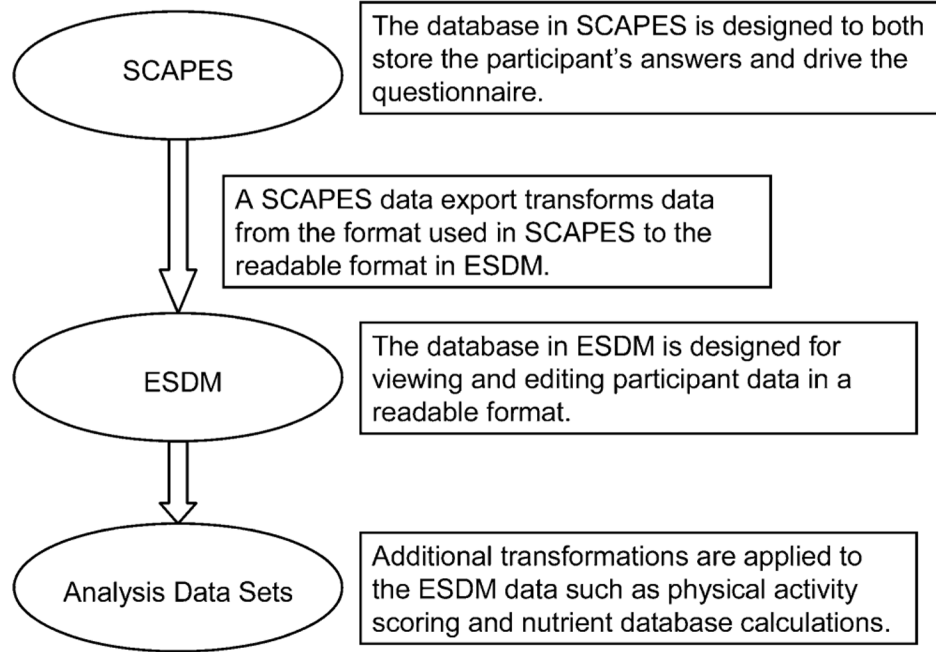 SCAPES
The database in SCAPES is designed to both
store the participant's answers and drive the
questionnaire.
A SCAPES data export transforms data
from the format used in SCAPES to the
readable format in ESDM.
ESDM
The database in ESDM is designed for
viewing and editing participant data in a
readable format.
Analysis Data Sets
Additional transformations are applied to
the ESDM data such as physical activity
scoring and nutrient database calculations.